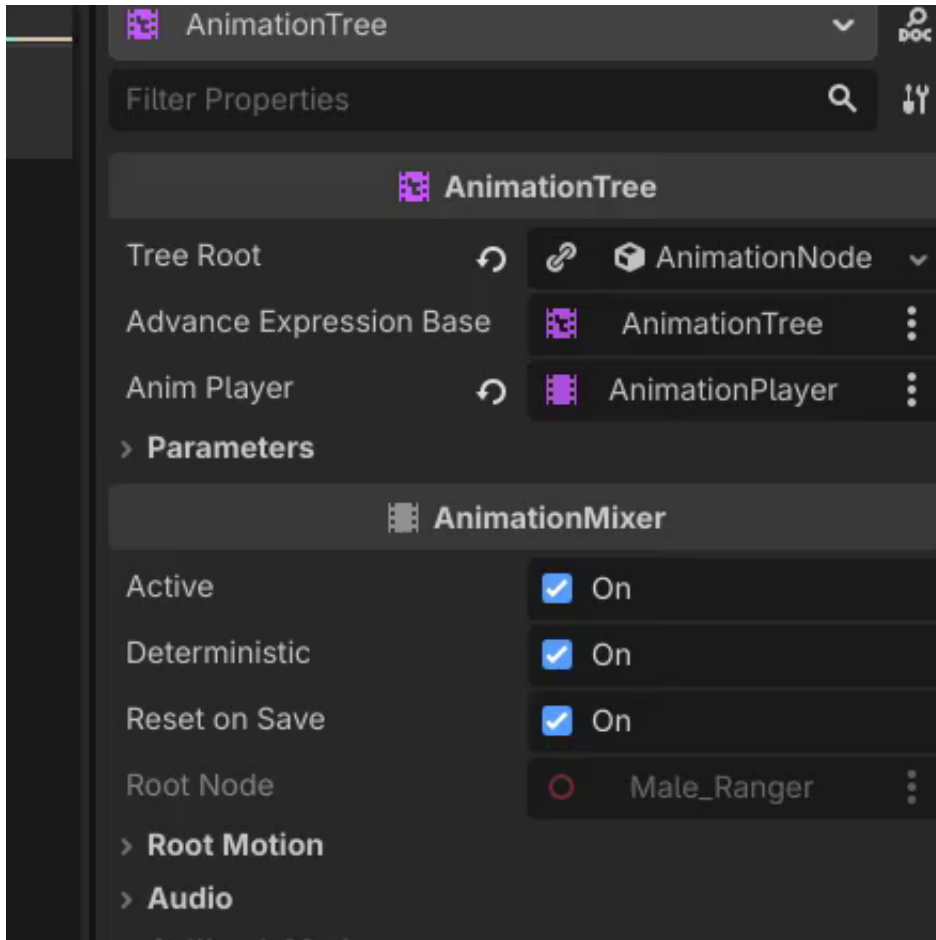 AnimationTree
DOC
Filter Properties
AnimationTree
Tree Root AnimationNode
Advance Expression Base AnimationTree
Anim Player AnimationPlayer
Parameters
AnimationMixer
Active On
Deterministic On
Reset on Save On
Root Node Male_Ranger
Root Motion
Audio